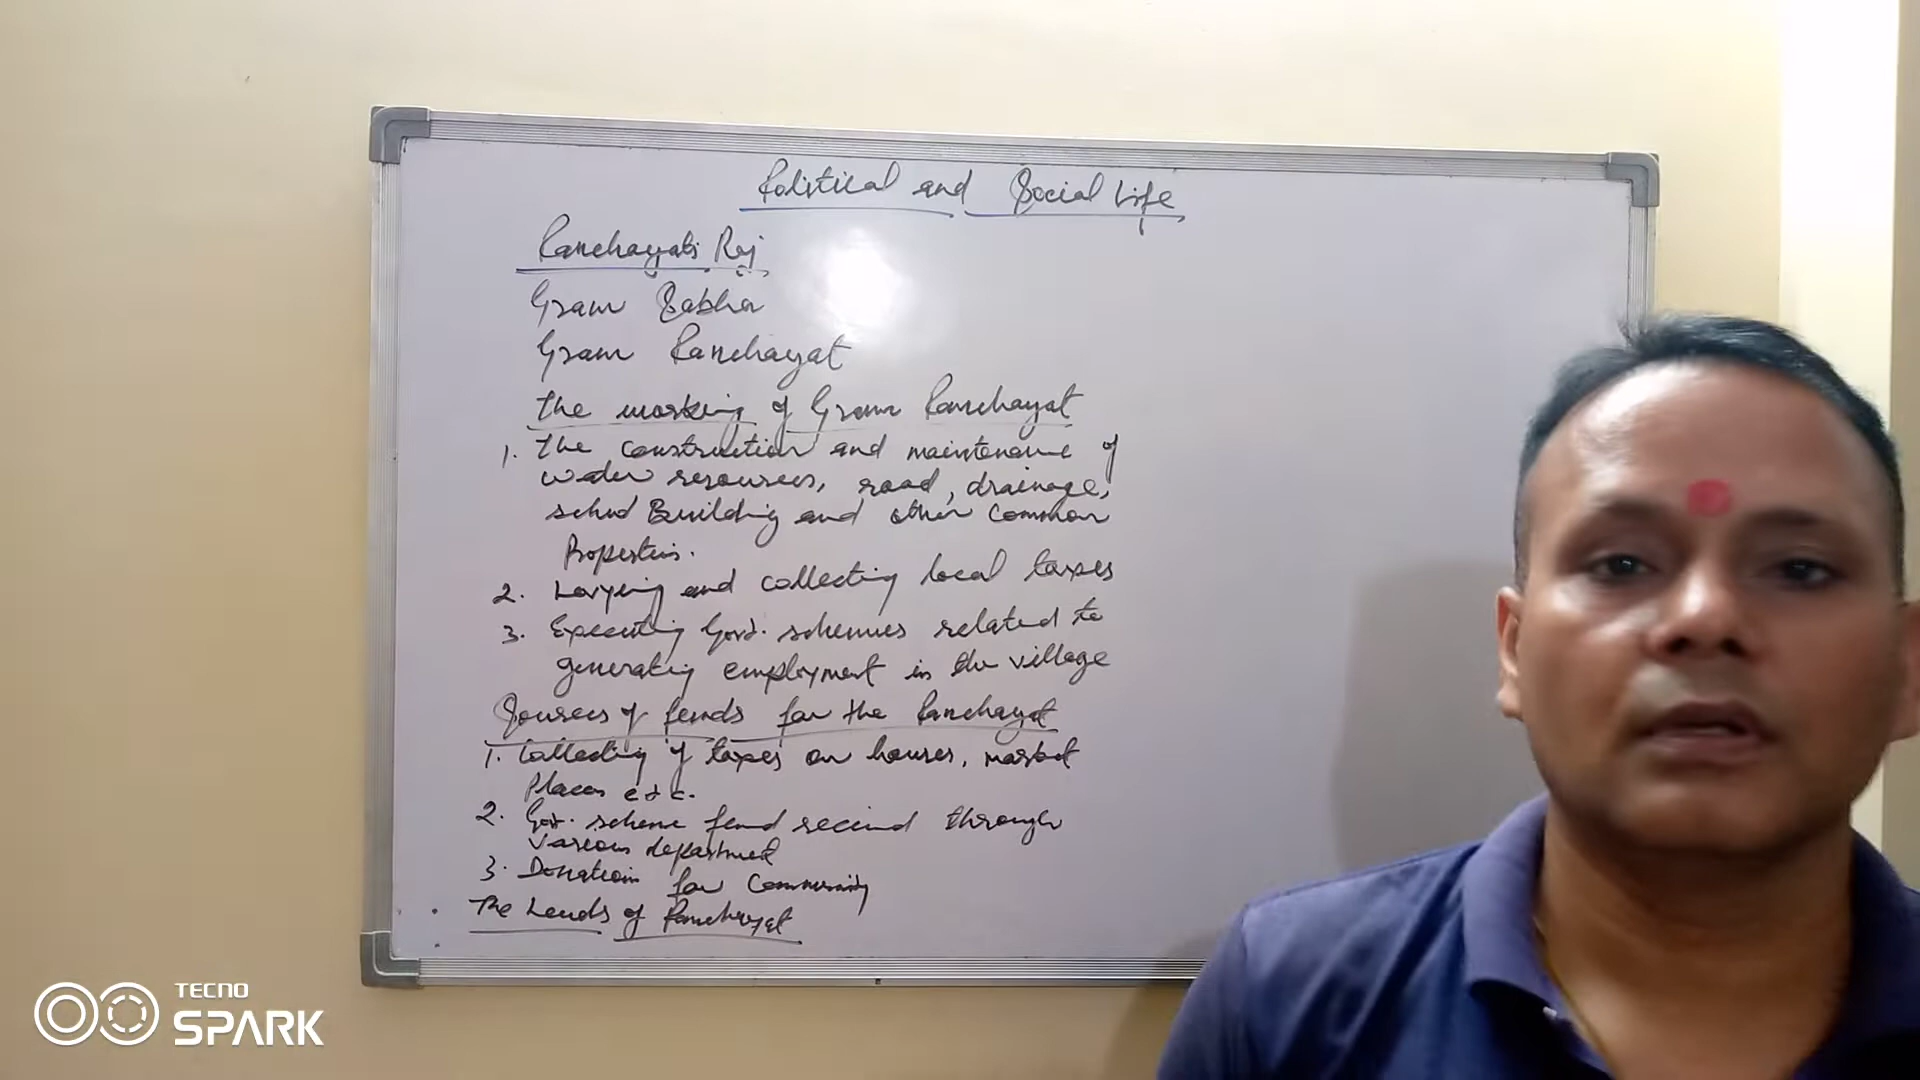 Political and Social Life
Panchayati Raj
Gram Sabha
Gram Panchayat
The working of Gram Panchayat
1. The construction and maintenance of
water resources, road, drainage,
school Building and other Common
Properties.
2. Levying and collecting local taxes
3. Executing Govt. schemes related to
generating employment in the village
Sources of funds for the Panchayat
1. Collecting of taxes on houses, market
Places etc.
2. Govt. scheme fund received through
various department
3. Donation for Community
The Lends of Panchayat
TECNO
SPARK